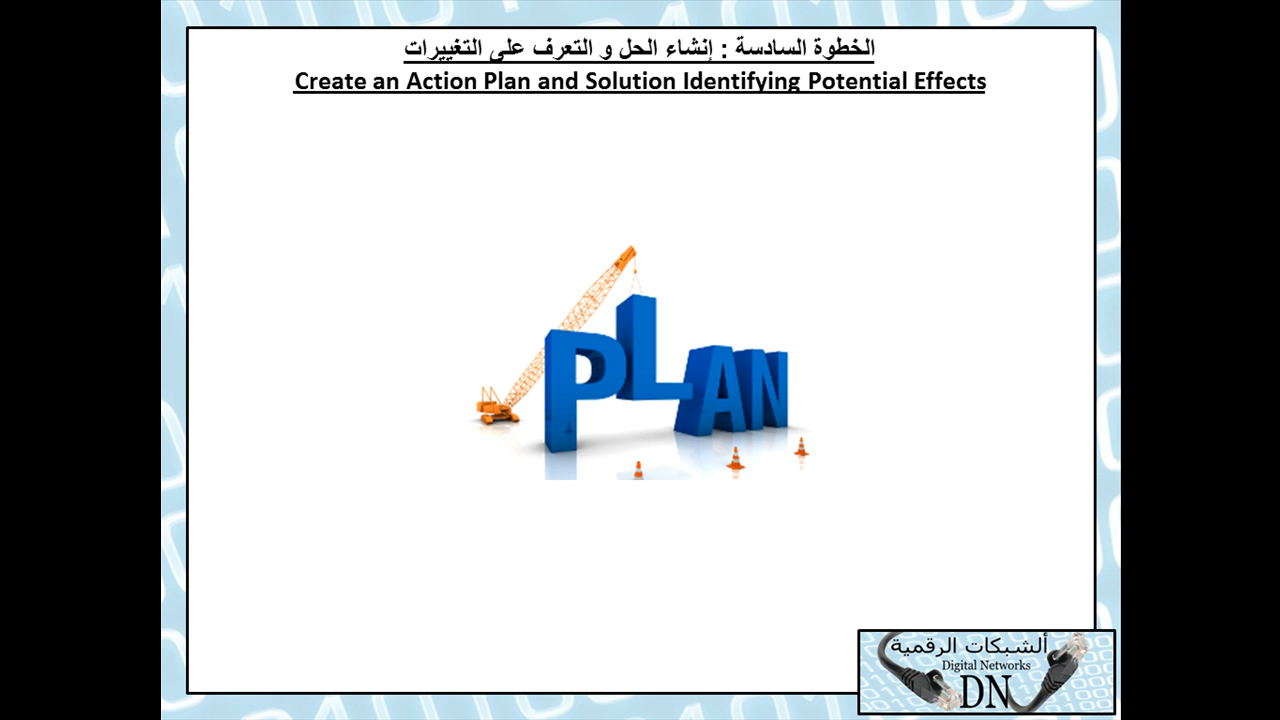 الخطوة السادسة : إنشاء الحل و التعرف على التغييرات
Create an Action Plan and Solution Identifying Potential Effects
PLAN
ألشبكات الرقمية
Digital Networks
DN